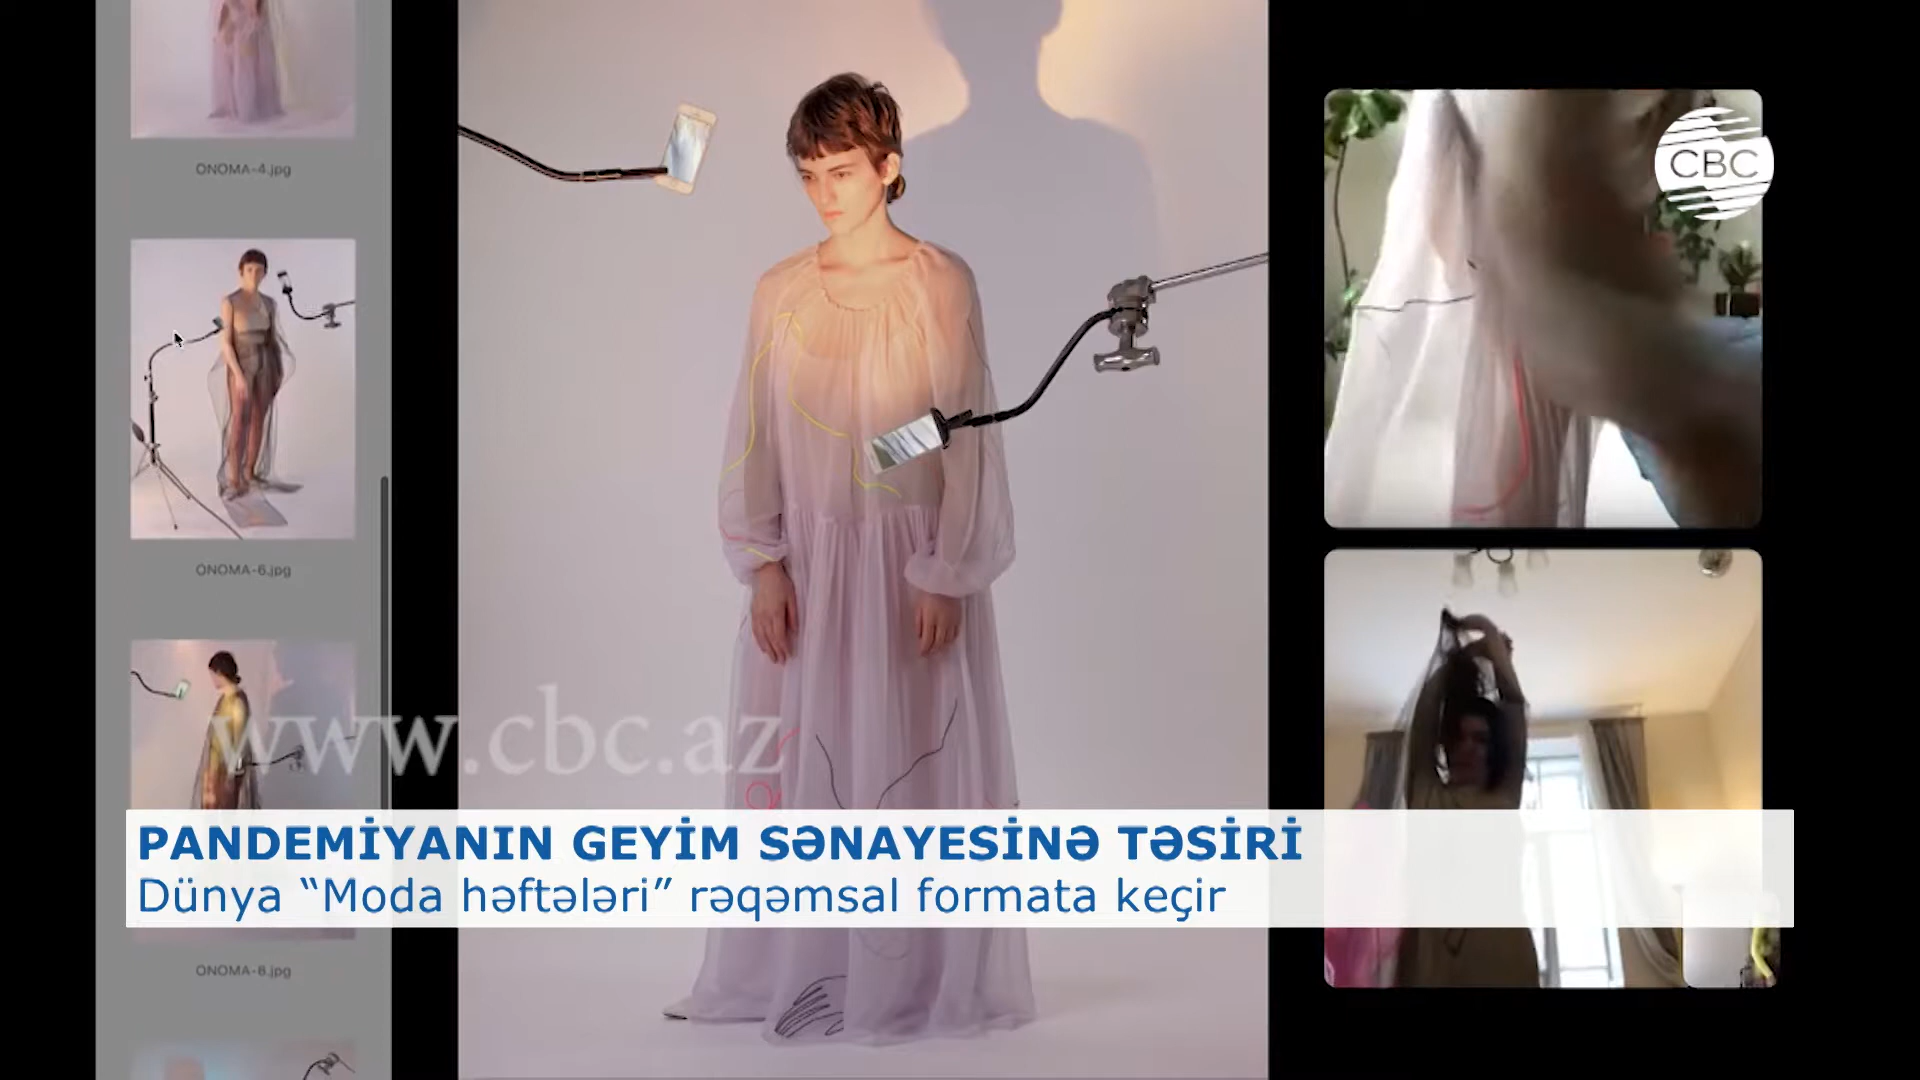 CBC
ONOMA-4.jpg
ONOMA-6.jpg
www.cbc.az
PANDEMİYANIN GEYİM SƏNAYESİNƏ TƏSİRİ
Dünya “Moda həftələri” rəqəmsal formata keçir
ONOMA-8.jpg